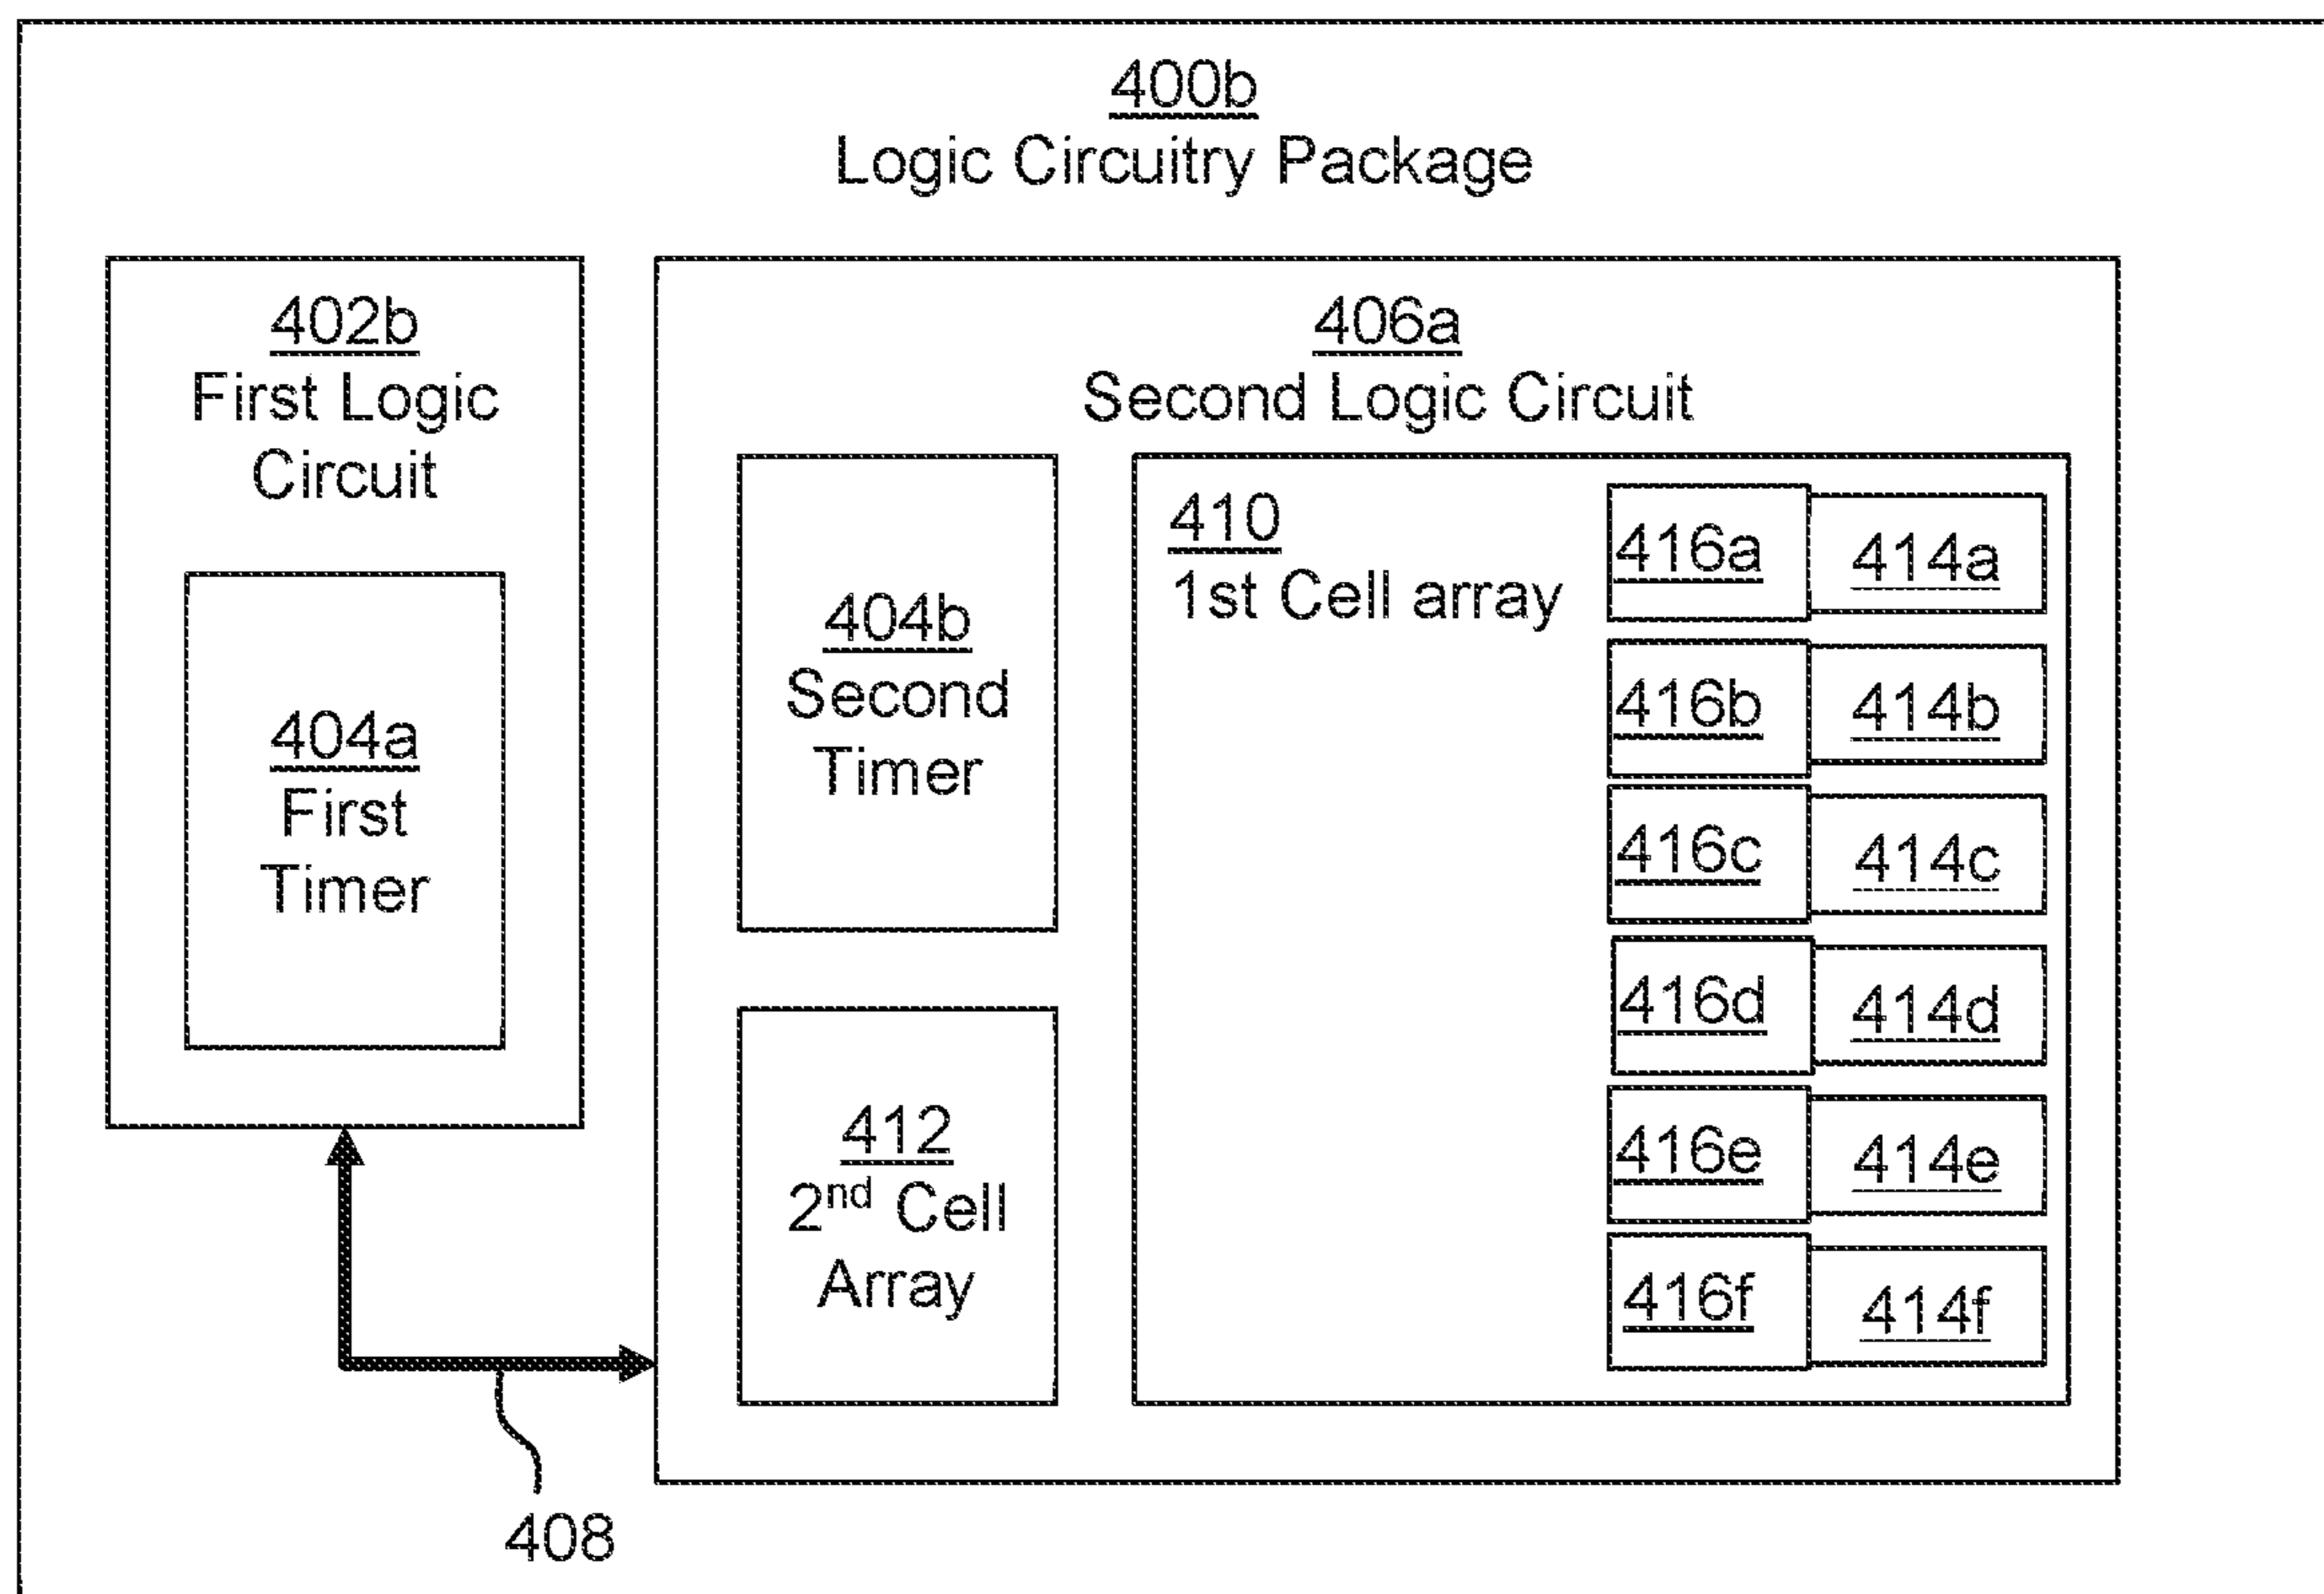 400b
Logic Circuitry Package
402b
First Logic
Circuit
404a
First
Timer
406a
Second Logic Circuit
404b
Second
Timer
412
2nd Cell
Array
410
1st Cell array
416a 414a
416b 414b
416c 414c
416d 414d
416e 414e
416f 414f
408